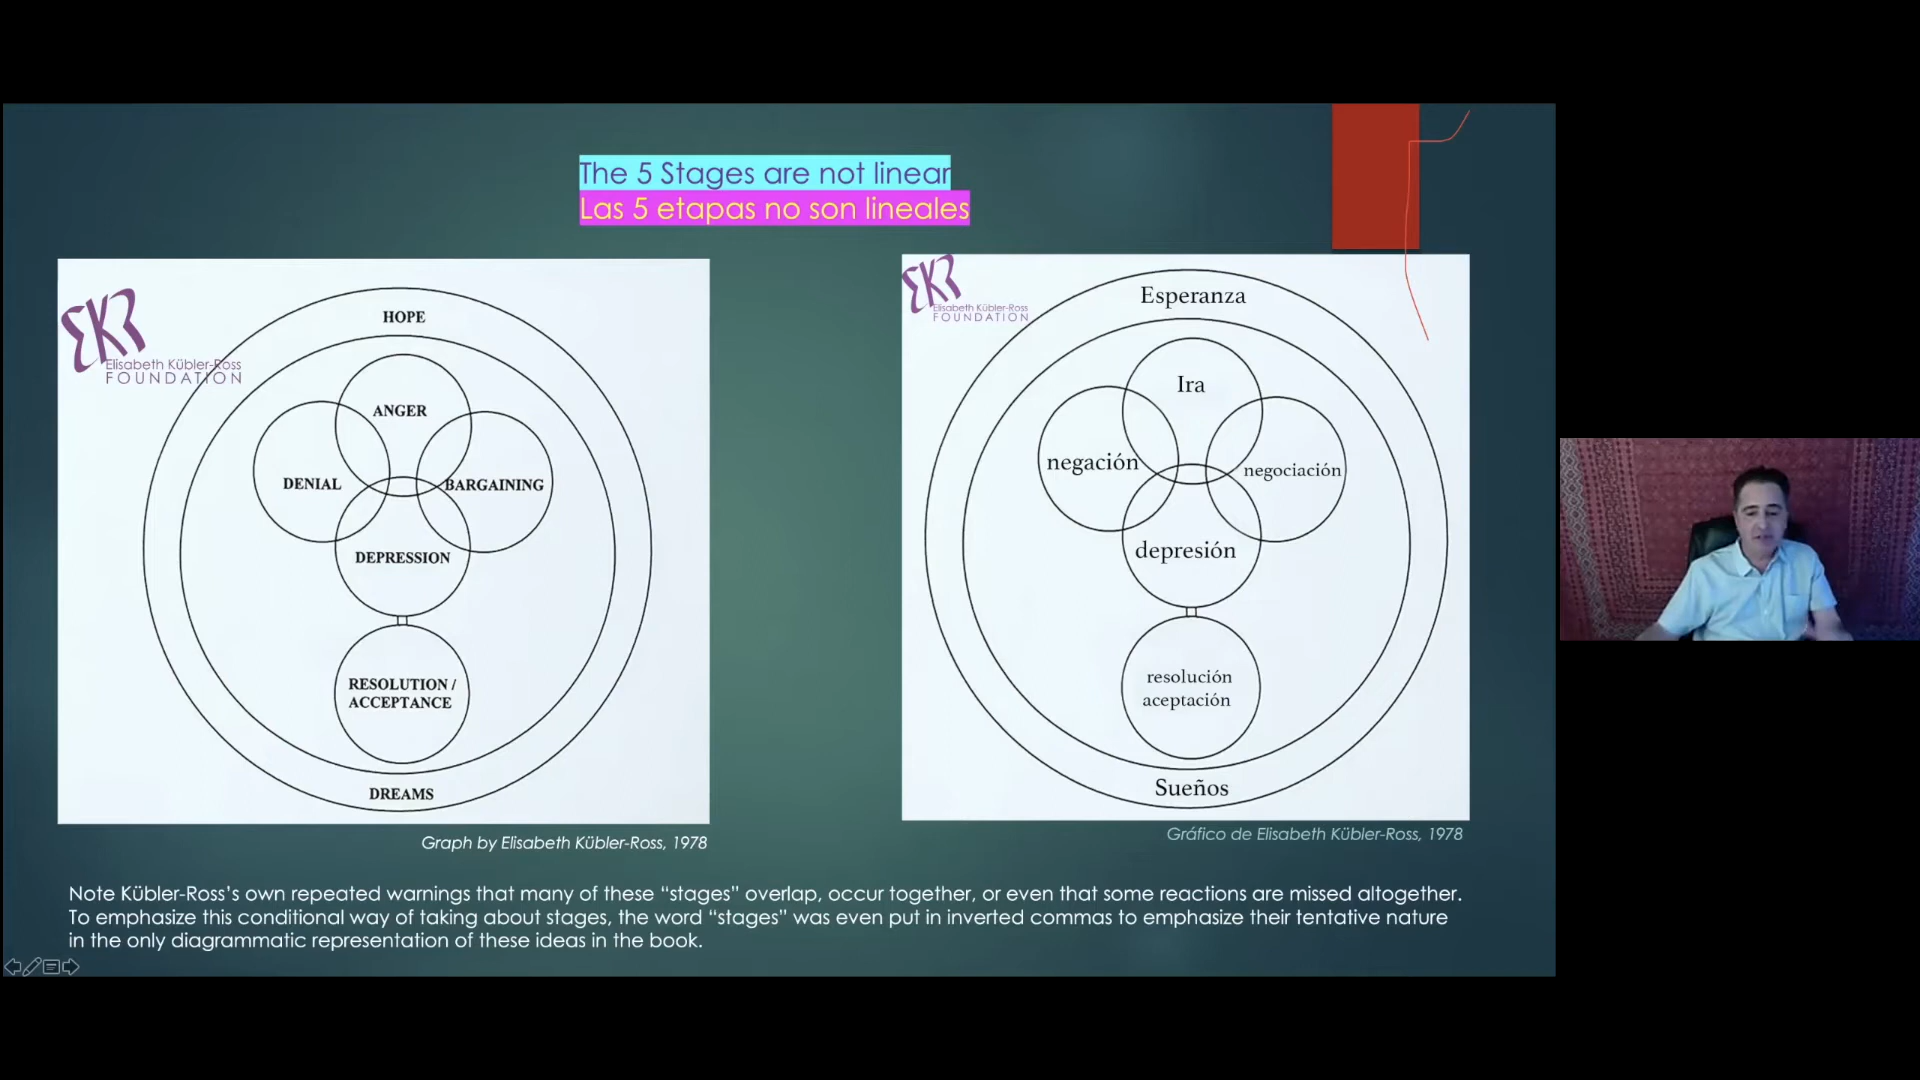 The 5 Stages are not linear
Las 5 etapas no son lineales
EKR
Elisabeth Kübler-Ross
FOUNDATION
HOPE
ANGER
DENIAL
BARGAINING
DEPRESSION
RESOLUTION /
ACCEPTANCE
DREAMS
Graph by Elisabeth Kübler-Ross, 1978
EKR
Elisabeth Kübler-Ross
FOUNDATION
Esperanza
Ira
negación
negociación
depresión
resolución
aceptación
Sueños
Gráfico de Elisabeth Kübler-Ross, 1978
Note Kübler-Ross's own repeated warnings that many of these “stages” overlap, occur together, or even that some reactions are missed altogether.
To emphasize this conditional way of taking about stages, the word “stages” was even put in inverted commas to emphasize their tentative nature
in the only diagrammatic representation of these ideas in the book.